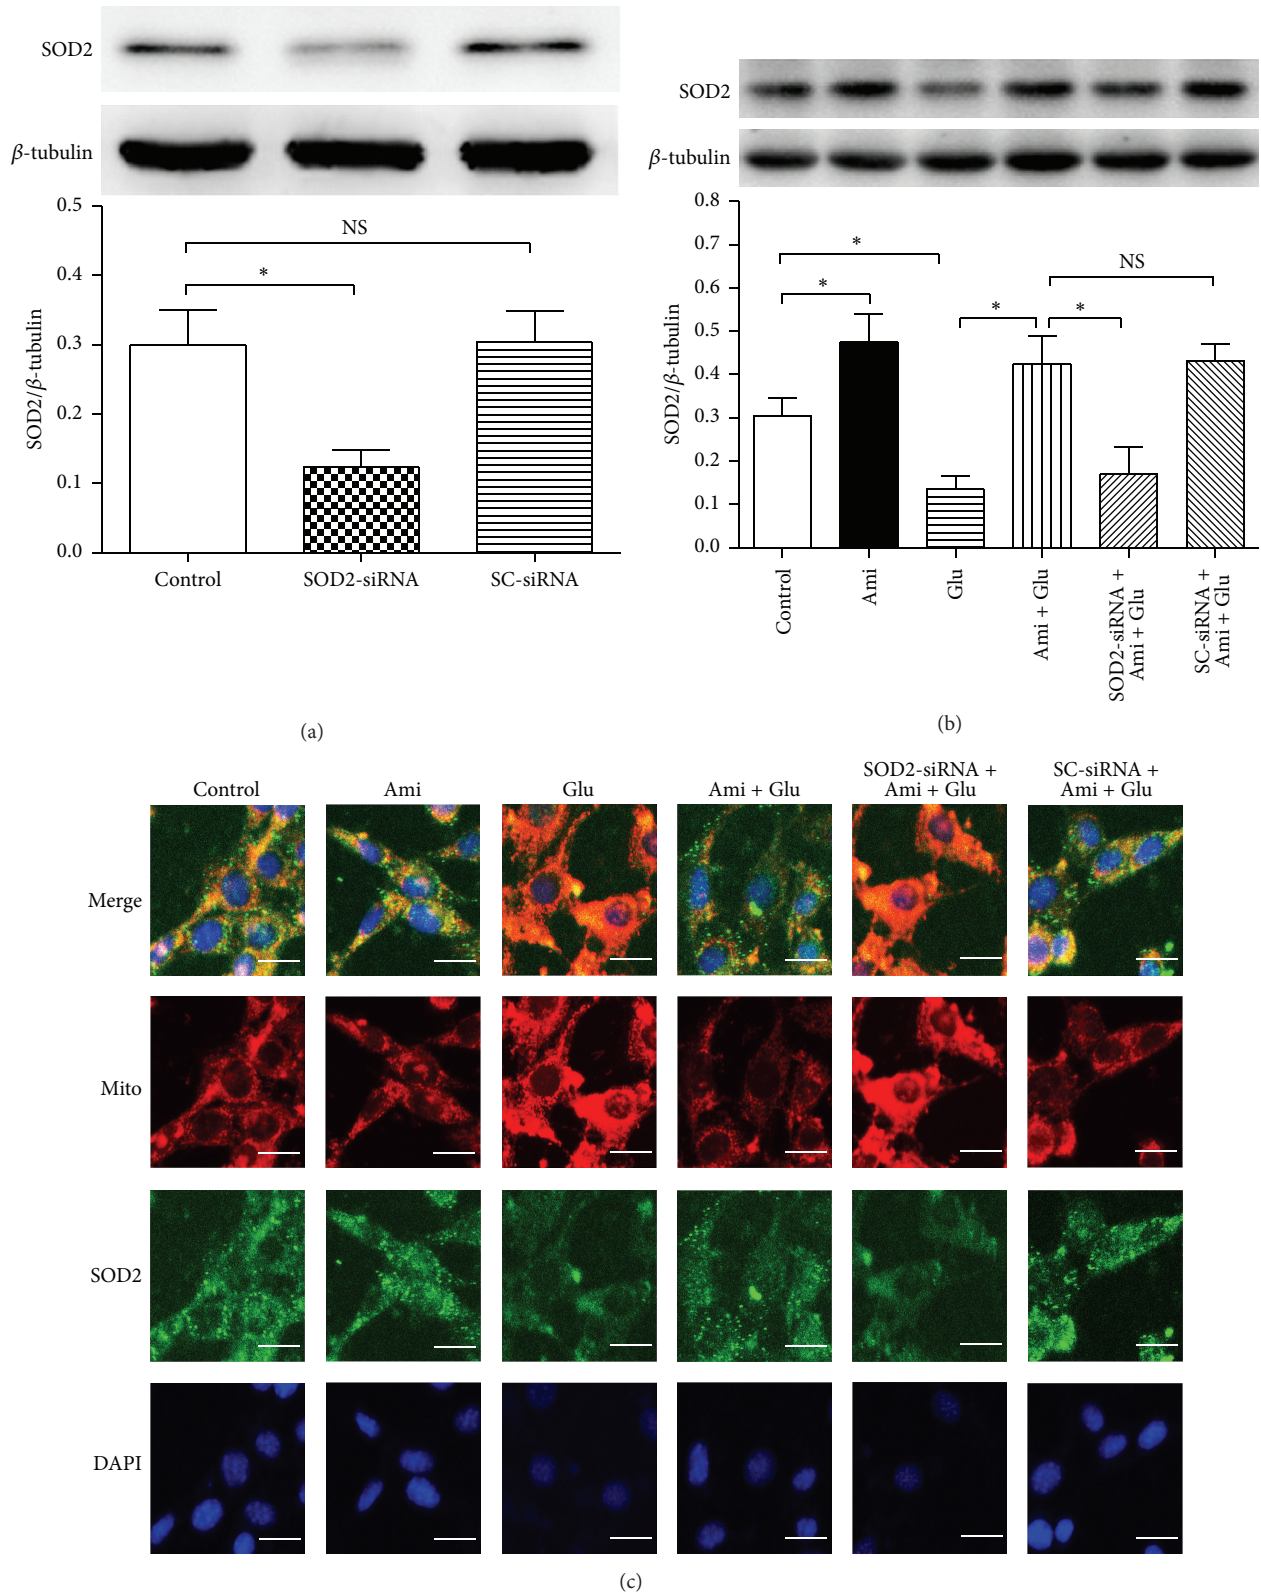 SOD2
β-tubulin
0.5
0.4
0.3
0.2
0.1
0.0
SOD2/β-tubulin
NS
*
Control
SOD2-siRNA
SC-siRNA
(a)
SOD2
β-tubulin
0.8
0.7
0.6
0.5
0.4
0.3
0.2
0.1
0.0
SOD2/β-tubulin
*
*
*
*
NS
Control
Ami
Glu
Ami + Glu
SOD2-siRNA +
Ami + Glu
SC-siRNA +
Ami + Glu
(b)
Control
Ami
Glu
Ami + Glu
SOD2-siRNA +
Ami + Glu
SC-siRNA +
Ami + Glu
Merge
Mito
SOD2
DAPI
(c)